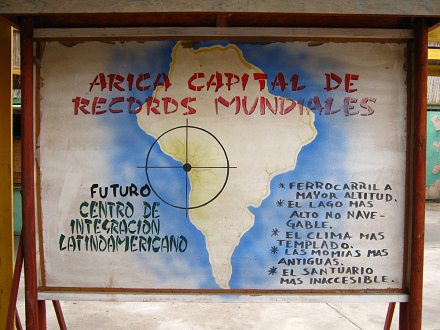 ARICA CAPITAL DE
RECORDS MUNDIALES
FUTURO
CENTRO DE
INTEGRACIÓN
LATINOAMERICANO
* FERROCARRIL A
MAYOR ALTITUD.
* EL LAGO MAS
ALTO NO NAVE-
GABLE.
* EL CLIMA MAS
TEMPLADO.
* LAS MOMIAS MAS
ANTIGUAS.
* EL SANTUARIO
MAS INACCESIBLE.